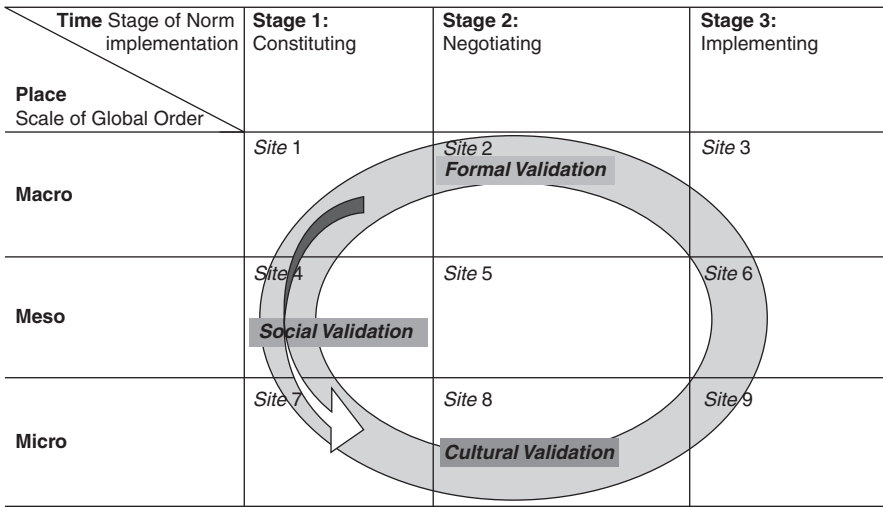 Time Stage of Norm
implementation
Place
Scale of Global Order
Stage 1:
Constituting
Stage 2:
Negotiating
Stage 3:
Implementing
Macro
Site 1
Site 2
Formal Validation
Site 3
Meso
Site 4
Social Validation
Site 5
Site 6
Micro
Site 7
Site 8
Cultural Validation
Site 9